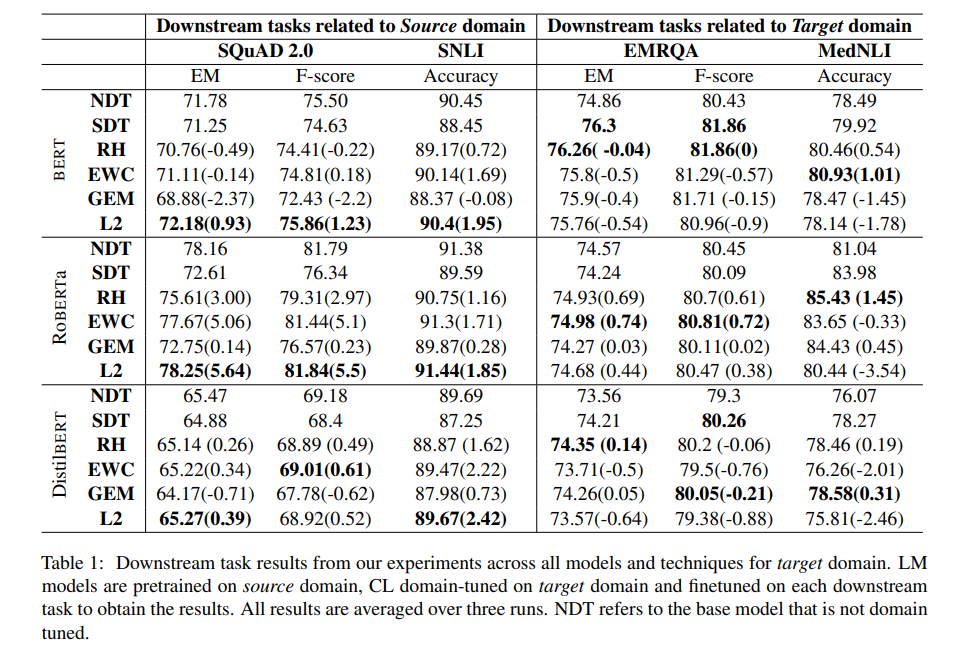 Downstream tasks related to Source domain Downstream tasks related to Target domain
SQuAD 2.0 SNLI EMRQA MedNLI
EM F-score Accuracy EM F-score Accuracy
BERT
NDT 71.78 75.50 90.45 74.86 80.43 78.49
SDT 71.25 74.63 88.45 76.3 81.86 79.92
RH 70.76(-0.49) 74.41(-0.22) 89.17(0.72) 76.26( -0.04) 81.86(0) 80.46(0.54)
EWC 71.11(-0.14) 74.81(0.18) 90.14(1.69) 75.8(-0.5) 81.29(-0.57) 80.93(1.01)
GEM 68.88(-2.37) 72.43 (-2.2) 88.37 (-0.08) 75.9(-0.4) 81.71 (-0.15) 78.47 (-1.45)
L2 72.18(0.93) 75.86(1.23) 90.4(1.95) 75.76(-0.54) 80.96(-0.9) 78.14 (-1.78)
RoBERTa
NDT 78.16 81.79 91.38 74.57 80.45 81.04
SDT 72.61 76.34 89.59 74.24 80.09 83.98
RH 75.61(3.00) 79.31(2.97) 90.75(1.16) 74.93(0.69) 80.7(0.61) 85.43 (1.45)
EWC 77.67(5.06) 81.44(5.1) 91.3(1.71) 74.98 (0.74) 80.81(0.72) 83.65 (-0.33)
GEM 72.75(0.14) 76.57(0.23) 89.87(0.28) 74.27 (0.03) 80.11(0.02) 84.43 (0.45)
L2 78.25(5.64) 81.84(5.5) 91.44(1.85) 74.68 (0.44) 80.47 (0.38) 80.44 (-3.54)
DistilBERT
NDT 65.47 69.18 89.69 73.56 79.3 76.07
SDT 64.88 68.4 87.25 74.21 80.26 78.27
RH 65.14 (0.26) 68.89 (0.49) 88.87 (1.62) 74.35 (0.14) 80.2 (-0.06) 78.46 (0.19)
EWC 65.22(0.34) 69.01(0.61) 89.47(2.22) 73.71(-0.5) 79.5(-0.76) 76.26(-2.01)
GEM 64.17(-0.71) 67.78(-0.62) 87.98(0.73) 74.26(0.05) 80.05(-0.21) 78.58(0.31)
L2 65.27(0.39) 68.92(0.52) 89.67(2.42) 73.57(-0.64) 79.38(-0.88) 75.81(-2.46)
Table 1: Downstream task results from our experiments across all models and techniques for target domain. LM
models are pretrained on source domain, CL domain-tuned on target domain and finetuned on each downstream
task to obtain the results. All results are averaged over three runs. NDT refers to the base model that is not domain
tuned.